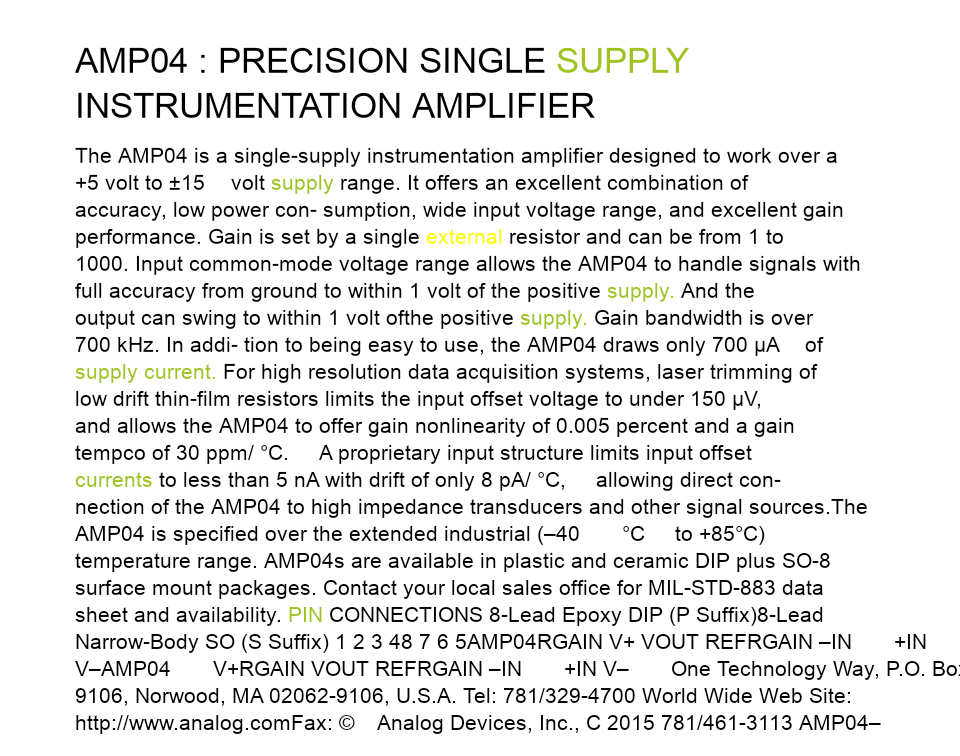 AMP04 : PRECISION SINGLE SUPPLY
INSTRUMENTATION AMPLIFIER
The AMP04 is a single-supply instrumentation amplifier designed to work over a
+5 volt to ±15 volt supply range. It offers an excellent combination of
accuracy, low power con- sumption, wide input voltage range, and excellent gain
performance. Gain is set by a single external resistor and can be from 1 to
1000. Input common-mode voltage range allows the AMP04 to handle signals with
full accuracy from ground to within 1 volt of the positive supply. And the
output can swing to within 1 volt ofthe positive supply. Gain bandwidth is over
700 kHz. In addi- tion to being easy to use, the AMP04 draws only 700 µA of
supply current. For high resolution data acquisition systems, laser trimming of
low drift thin-film resistors limits the input offset voltage to under 150 µV,
and allows the AMP04 to offer gain nonlinearity of 0.005 percent and a gain
tempco of 30 ppm/ °C. A proprietary input structure limits input offset
currents to less than 5 nA with drift of only 8 pA/ °C, allowing direct con-
nection of the AMP04 to high impedance transducers and other signal sources.The
AMP04 is specified over the extended industrial (–40 °C to +85°C)
temperature range. AMP04s are available in plastic and ceramic DIP plus SO-8
surface mount packages. Contact your local sales office for MIL-STD-883 data
sheet and availability. PIN CONNECTIONS 8-Lead Epoxy DIP (P Suffix)8-Lead
Narrow-Body SO (S Suffix) 1 2 3 48 7 6 5AMP04RGAIN V+ VOUT REFRGAIN –IN +IN
V–AMP04 V+RGAIN VOUT REFRGAIN –IN +IN V– One Technology Way, P.O. Box
9106, Norwood, MA 02062-9106, U.S.A. Tel: 781/329-4700 World Wide Web Site:
http://www.analog.comFax: © Analog Devices, Inc., C 2015 781/461-3113 AMP04–